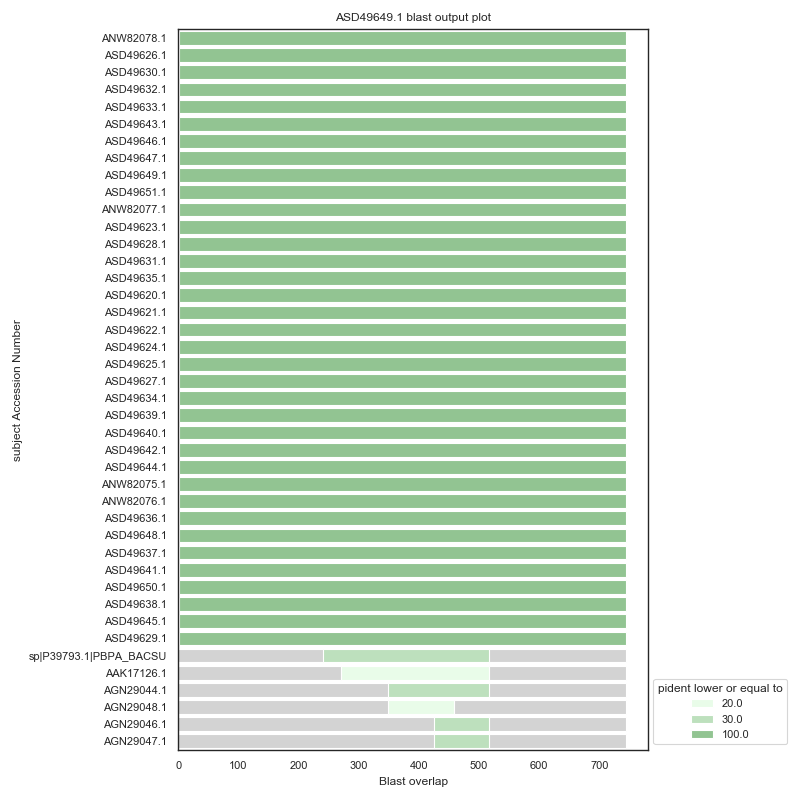 ASD49649.1 blast output plot
subject Accession Number
ANW82078.1
ASD49626.1
ASD49630.1
ASD49632.1
ASD49633.1
ASD49643.1
ASD49646.1
ASD49647.1
ASD49649.1
ASD49651.1
ANW82077.1
ASD49623.1
ASD49628.1
ASD49631.1
ASD49635.1
ASD49620.1
ASD49621.1
ASD49622.1
ASD49624.1
ASD49625.1
ASD49627.1
ASD49634.1
ASD49639.1
ASD49640.1
ASD49642.1
ASD49644.1
ANW82075.1
ANW82076.1
ASD49636.1
ASD49648.1
ASD49637.1
ASD49641.1
ASD49650.1
ASD49638.1
ASD49645.1
ASD49629.1
sp|P39793.1|PBPA_BACSU
AAK17126.1
AGN29044.1
AGN29048.1
AGN29046.1
AGN29047.1
0 100 200 300 400 500 600 700
Blast overlap
pident lower or equal to
20.0
30.0
100.0